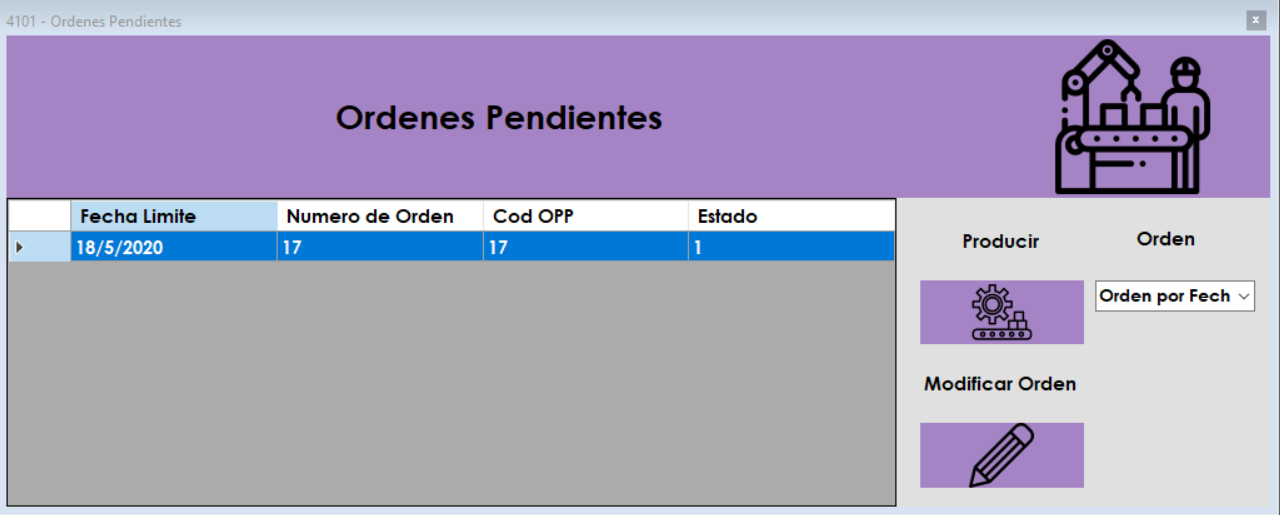 4101 - Ordenes Pendientes
Ordenes Pendientes
Fecha Limite Numero de Orden Cod OPP Estado
18/5/2020 17 17 1
Producir Orden
Orden por Fech
Modificar Orden